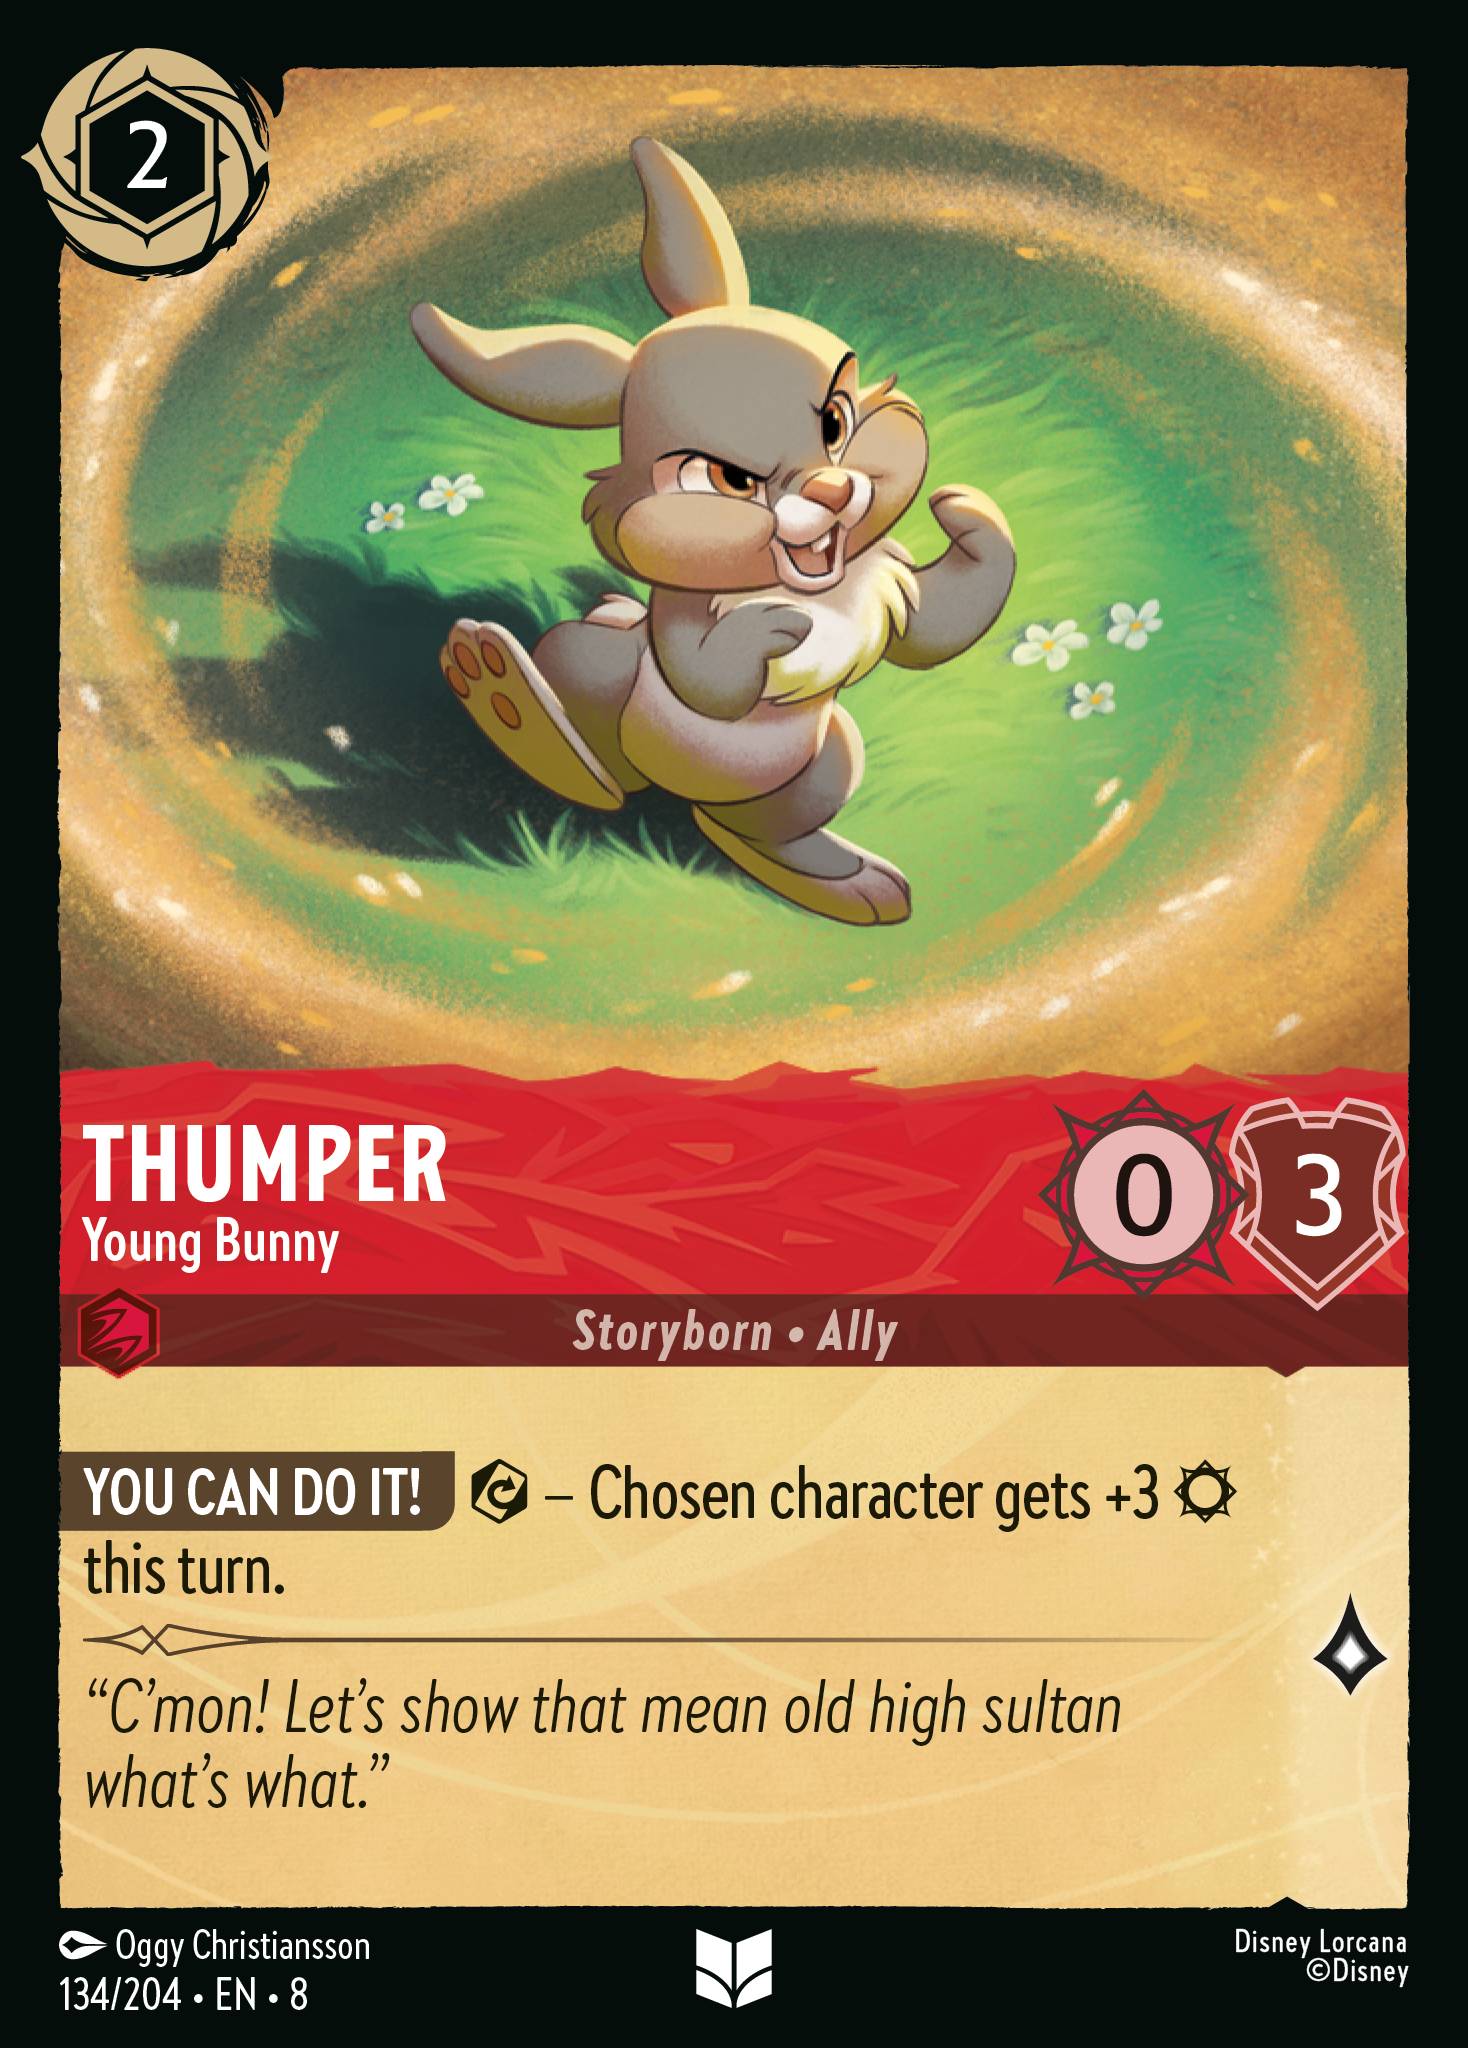 2
THUMPER
Young Bunny
0
3
Storyborn • Ally
YOU CAN DO IT! – Chosen character gets +3
this turn.
“C’mon! Let’s show that mean old high sultan
what’s what.”
Oggy Christiansson
134/204 • EN • 8
Disney Lorcana
©Disney